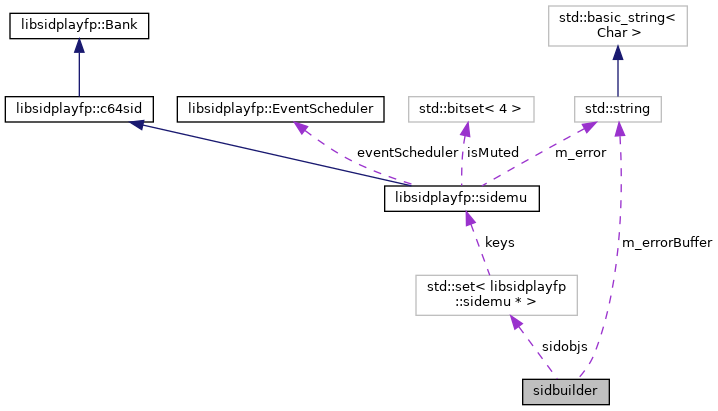 libsidplayfp::Bank
std::basic_string<
Char >
libsidplayfp::c64sid
libsidplayfp::EventScheduler
std::bitset< 4 >
std::string
eventScheduler
isMuted
m_error
libsidplayfp::sidemu
keys
m_errorBuffer
std::set< libsidplayfp
::sidemu * >
sidobjs
sidbuilder